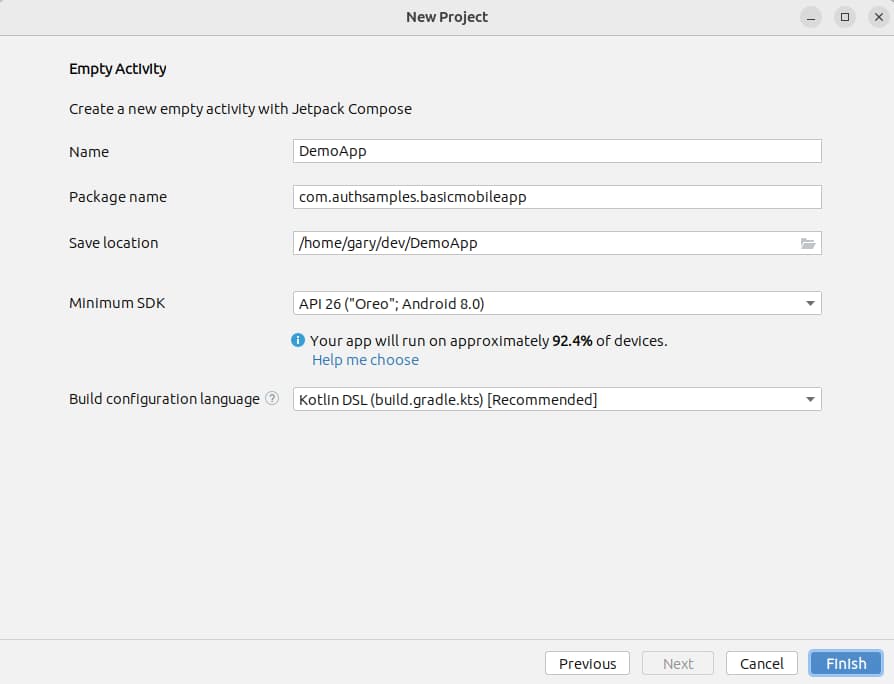 New Project
Empty Activity
Create a new empty activity with Jetpack Compose
Name DemoApp
Package name com.authsamples.basicmobileapp
Save location /home/gary/dev/DemoApp
Minimum SDK API 26 ("Oreo"; Android 8.0)
Your app will run on approximately 92.4% of devices.
Help me choose
Build configuration language ? Kotlin DSL (build.gradle.kts) [Recommended]
Previous Next Cancel Finish